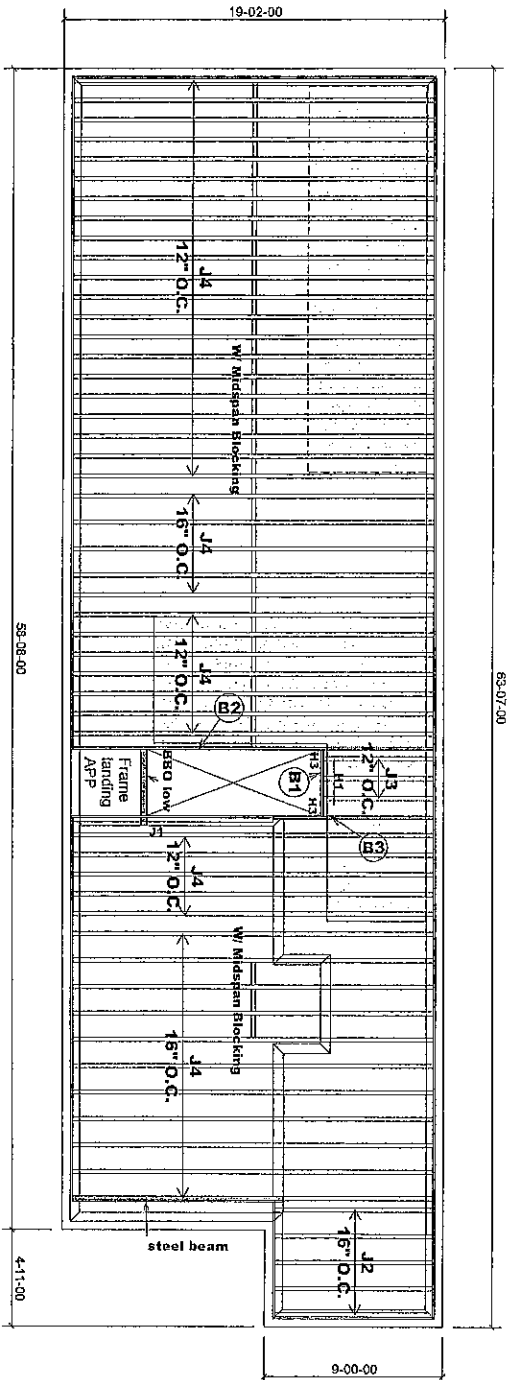 19-02-00
J4
12" O.C.
W/ Midspan Blocking
J4
16" O.C.
58-08-00
63-07-00
J4
12" O.C.
B2
J3
12" O.C.
H3
H1
B1
H3
BBO low
Frame
landing
APP
B3
J1
J4
12" O.C.
W/ Midspan Blocking
J4
16" O.C.
J2
16" O.C.
steel beam
4-11-00
9-00-00